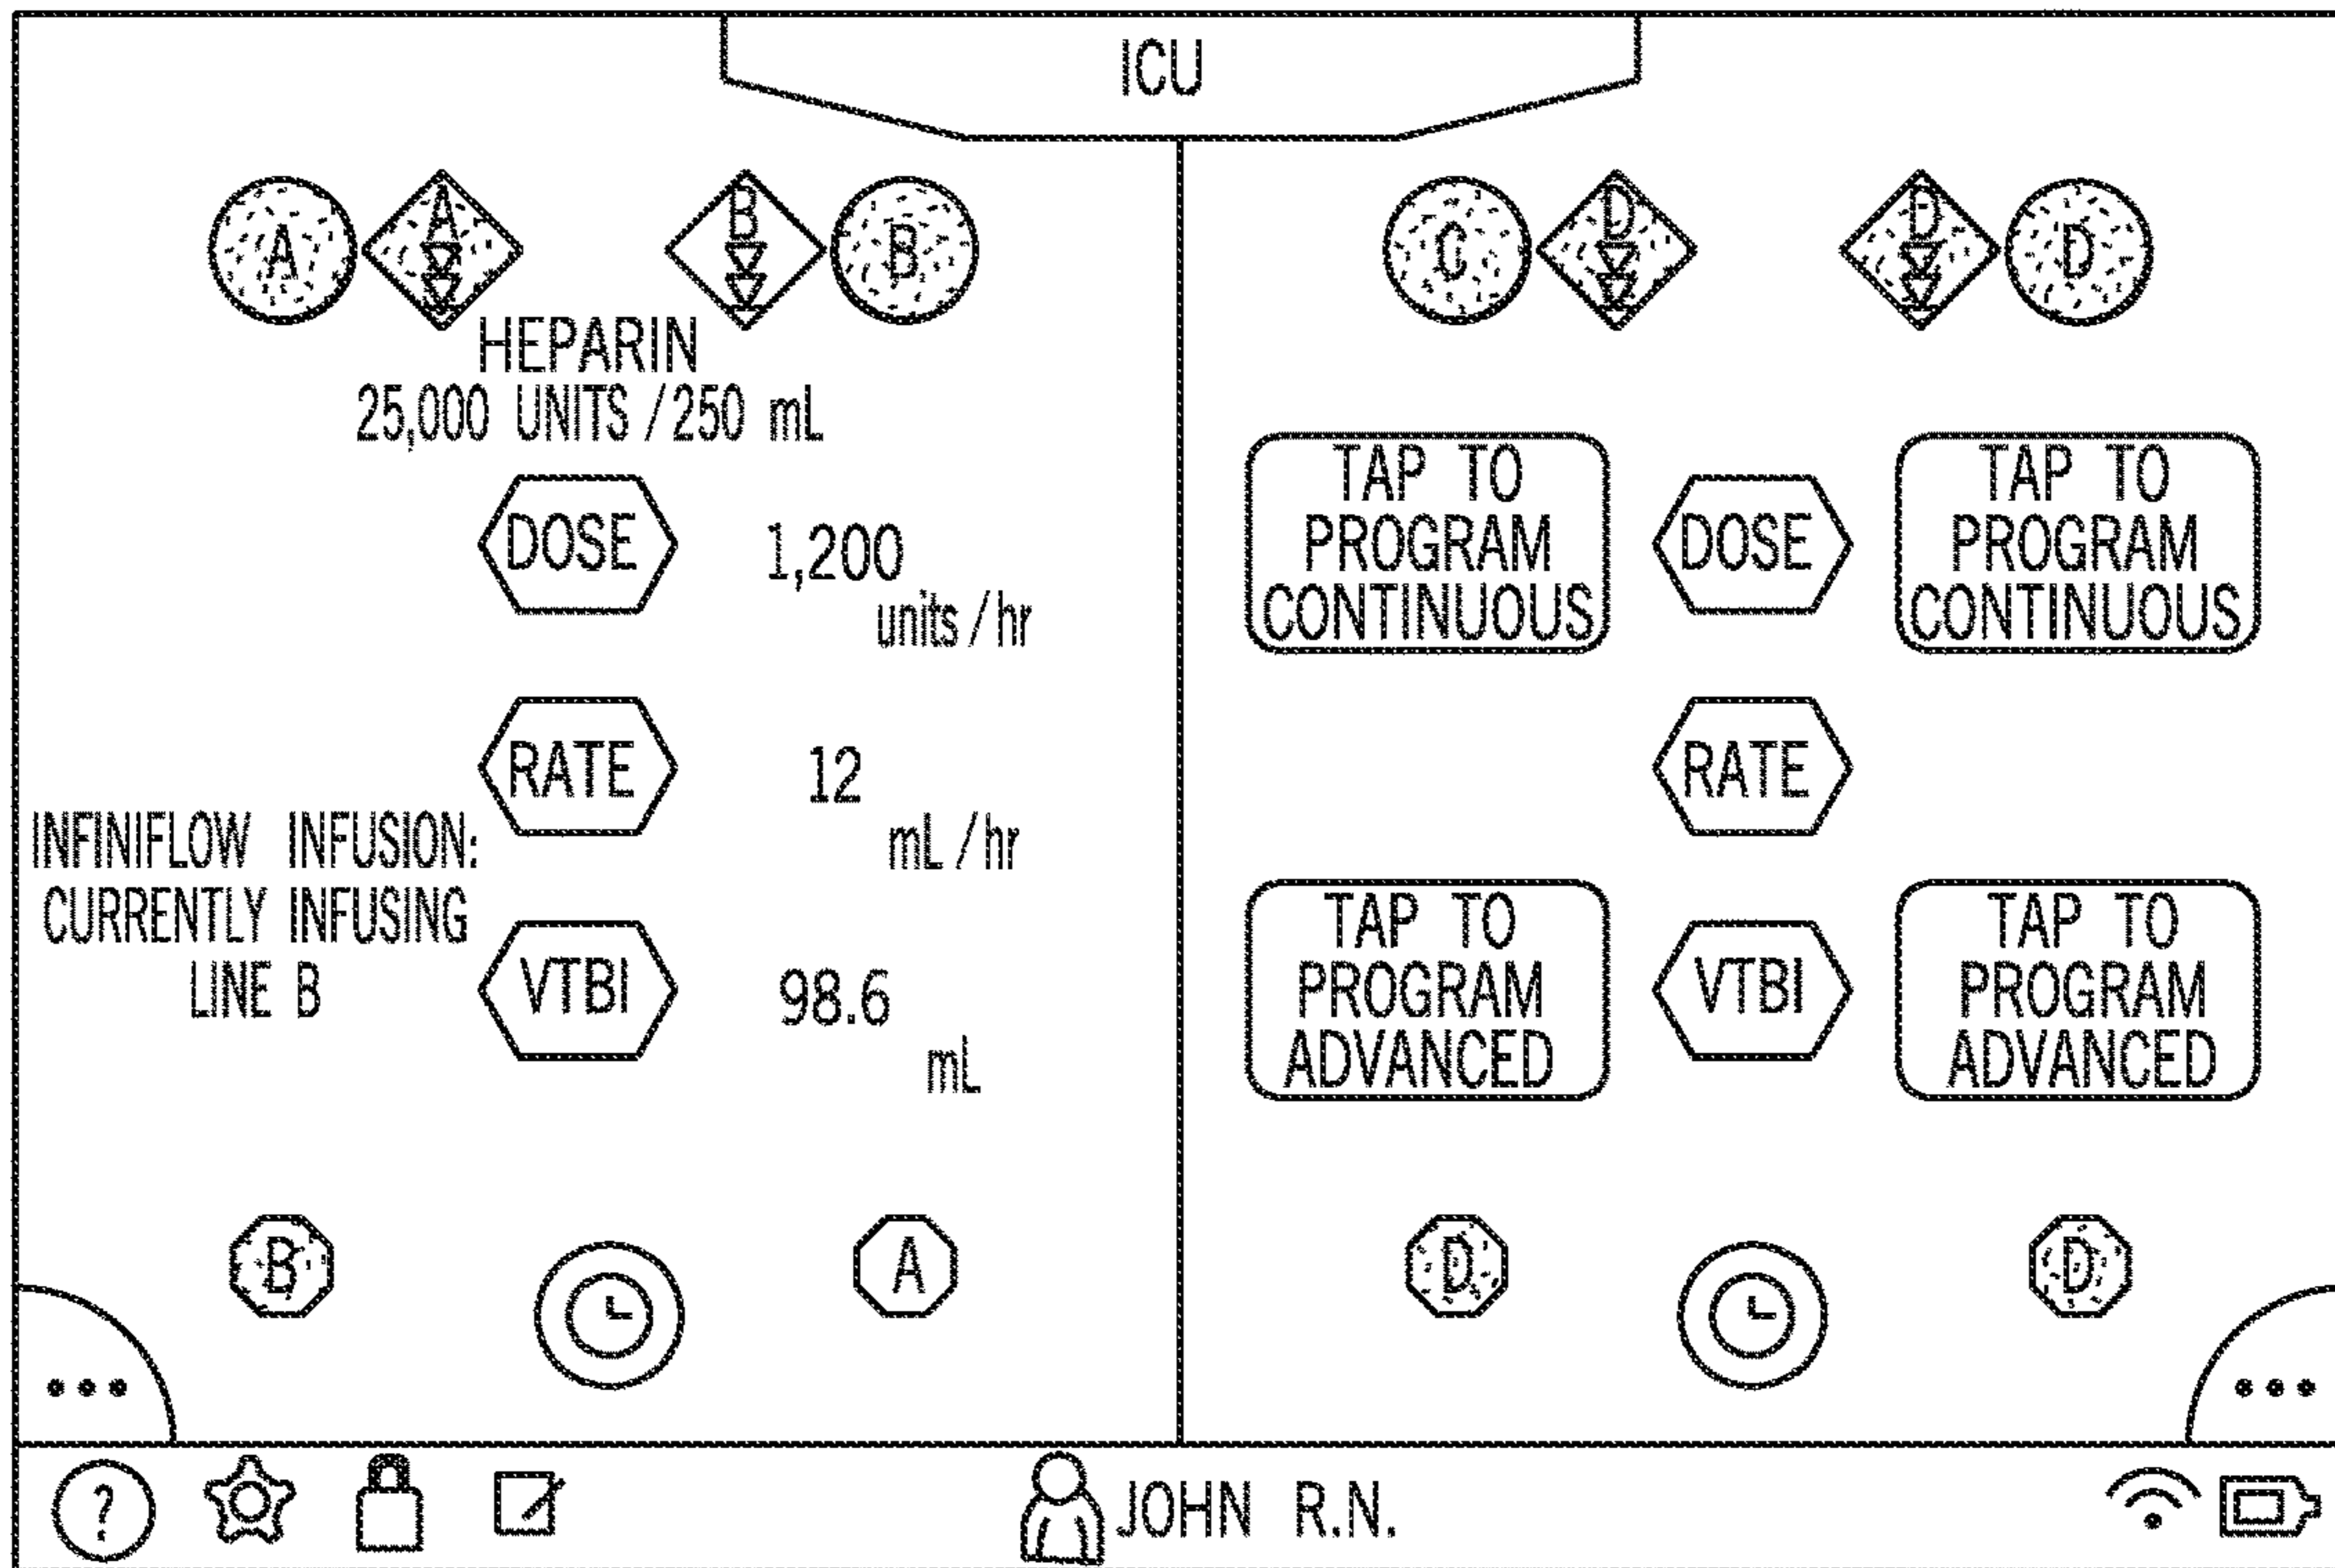 ICU
A
A
B
B
HEPARIN
25,000 UNITS / 250 mL
DOSE
1,200
units / hr
RATE
12
mL / hr
INFINIFLOW INFUSION:
CURRENTLY INFUSING
LINE B
VTBI
98.6
mL
B
A
C
D
D
D
TAP TO
PROGRAM
CONTINUOUS
DOSE
TAP TO
PROGRAM
CONTINUOUS
RATE
TAP TO
PROGRAM
ADVANCED
VTBI
TAP TO
PROGRAM
ADVANCED
D
D
?
JOHN R.N.